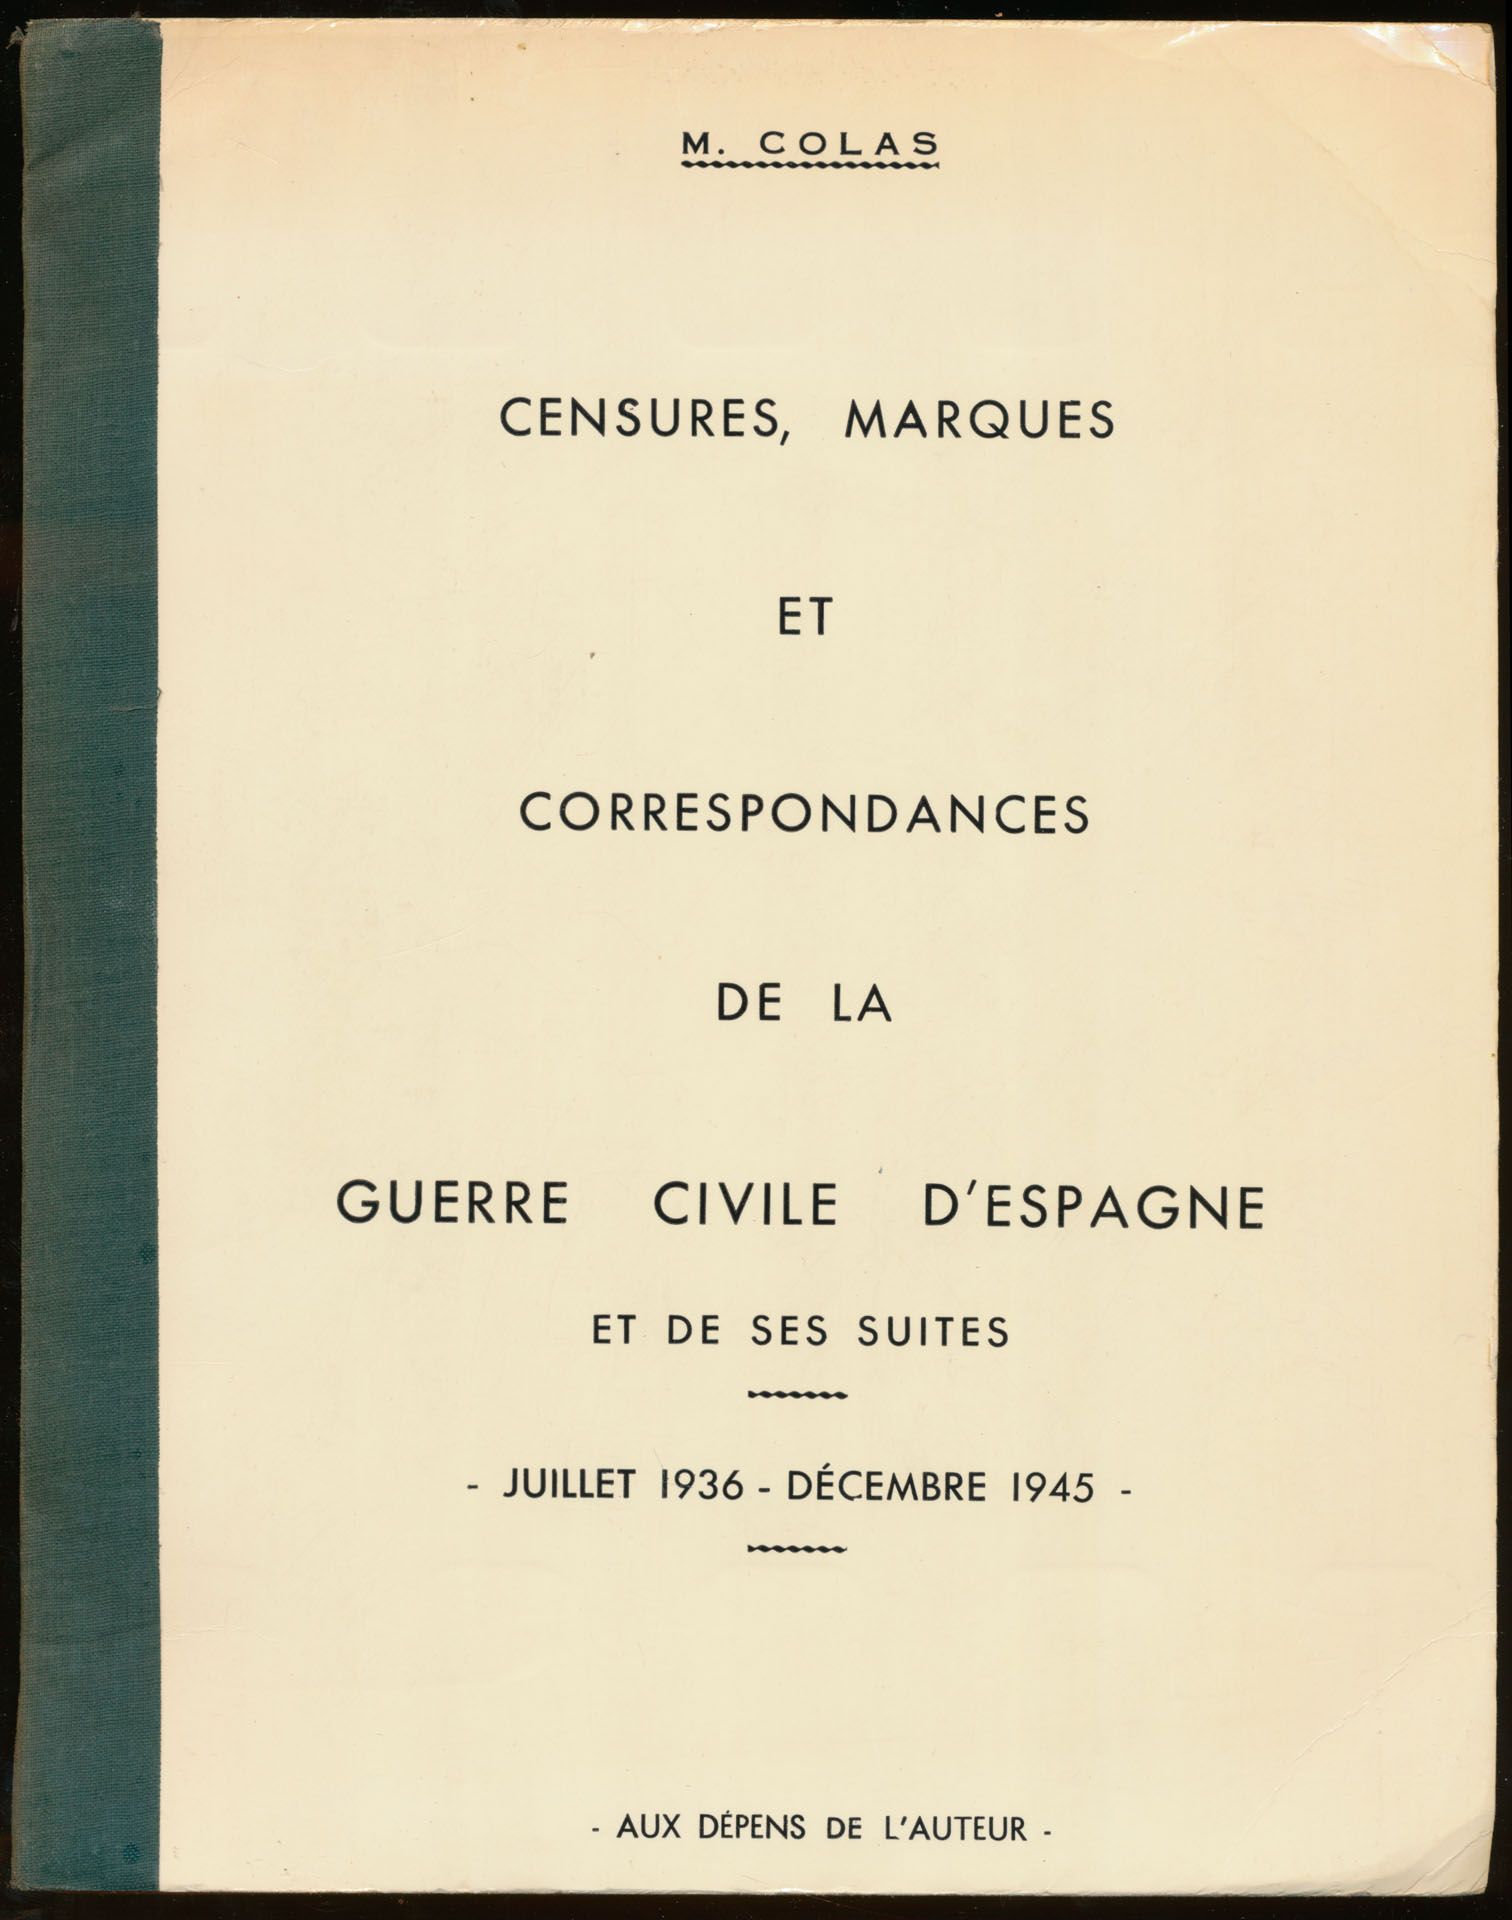 M. COLAS
CENSURES, MARQUES
ET
CORRESPONDANCES
DE LA
GUERRE CIVILE D'ESPAGNE
ET DE SES SUITES
- JUILLET 1936 - DÉCEMBRE 1945 -
- AUX DÉPENS DE L'AUTEUR -